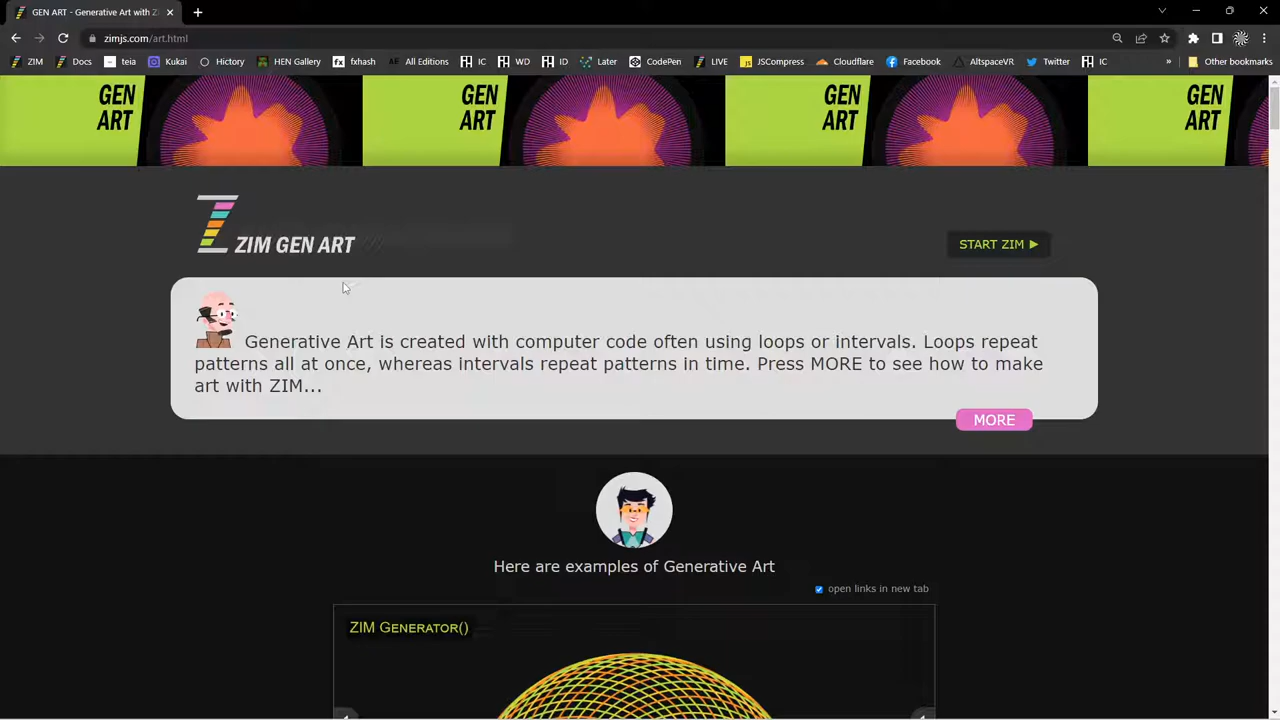 GEN ART - Generative Art with Z
zimjs.com/art.html
ZIM Docs teia Kukai Hictory HEN Gallery fxhash All Editions IC WD ID Later CodePen LIVE JSCompress Cloudflare Facebook AltspaceVR Twitter IC » Other bookmarks
GEN GEN GEN GEN
ART ART ART ART
ZIM GEN ART
START ZIM
Generative Art is created with computer code often using loops or intervals. Loops repeat
patterns all at once, whereas intervals repeat patterns in time. Press MORE to see how to make
art with ZIM...
MORE
Here are examples of Generative Art
open links in new tab
ZIM Generator()